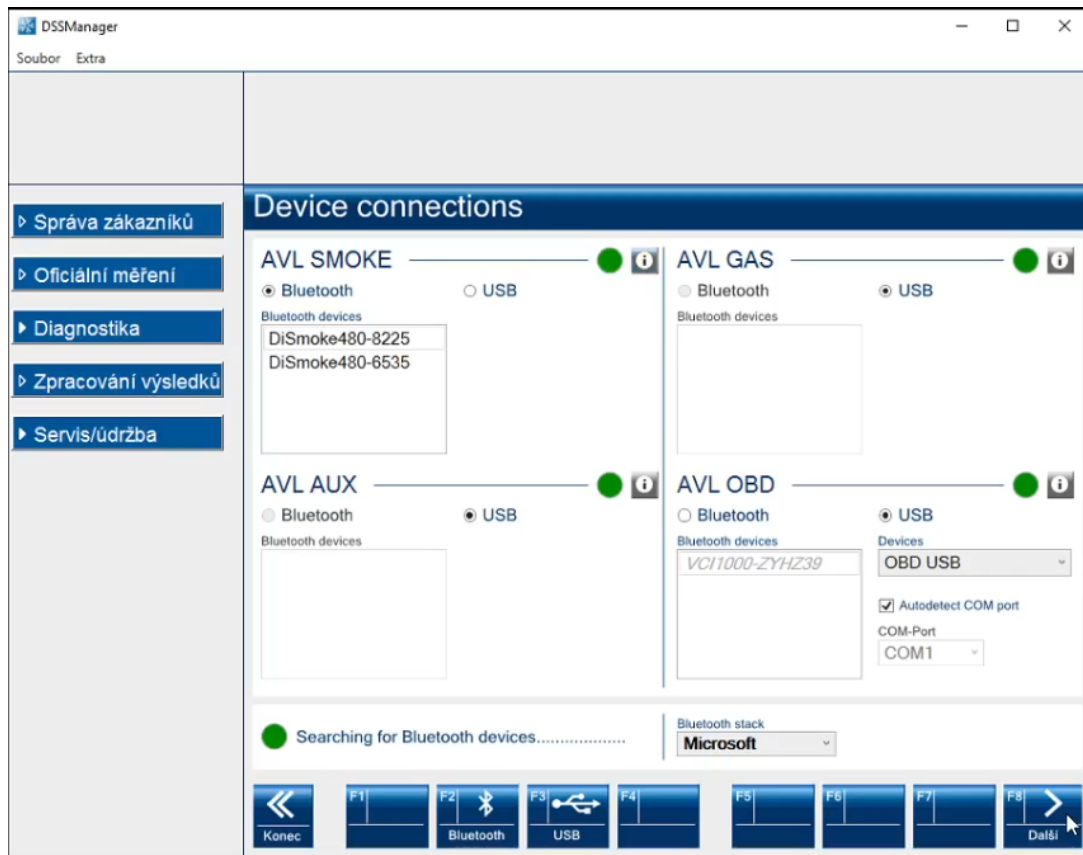 DSSManager
Soubor Extra
Device connections
Správa zákazníků
Oficiální měření
Diagnostika
Zpracování výsledků
Servis/údržba
AVL SMOKE
Bluetooth USB
Bluetooth devices
DiSmoke480-8225
DiSmoke480-6535
AVL GAS
Bluetooth USB
Bluetooth devices
AVL AUX
Bluetooth USB
Bluetooth devices
AVL OBD
Bluetooth USB
Bluetooth devices
VCI1000-ZYHZ39
Devices
OBD USB
Autodetect COM port
COM-Port
COM1
Searching for Bluetooth devices...................
Bluetooth stack
Microsoft
Konec
F1
F2 Bluetooth
F3 USB
F4
F5
F6
F7
F8 Další